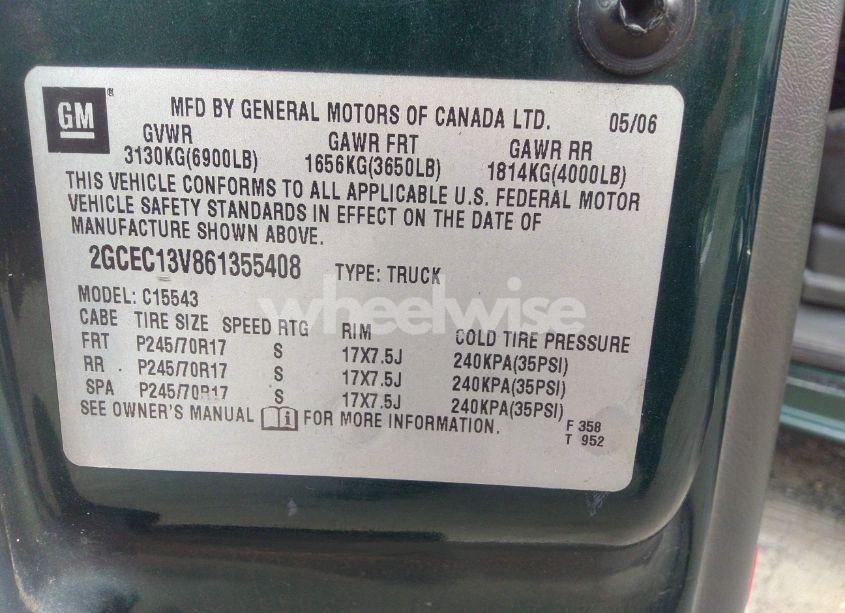 GM ®
MFD BY GENERAL MOTORS OF CANADA LTD. 05/06
GVWR GAWR FRT GAWR RR
3130KG(6900LB) 1656KG(3650LB) 1814KG(4000LB)
THIS VEHICLE CONFORMS TO ALL APPLICABLE U.S. FEDERAL MOTOR
VEHICLE SAFETY STANDARDS IN EFFECT ON THE DATE OF
MANUFACTURE SHOWN ABOVE.
2GCEC13V861355408 TYPE: TRUCK
MODEL: C15543
CABE TIRE SIZE SPEED RTG RIM COLD TIRE PRESSURE
FRT P245/70R17 S 17X7.5J 240KPA(35PSI)
RR P245/70R17 S 17X7.5J 240KPA(35PSI)
SPA P245/70R17 S 17X7.5J 240KPA(35PSI)
SEE OWNER'S MANUAL FOR MORE INFORMATION.
F 358
T 952
wheelwise